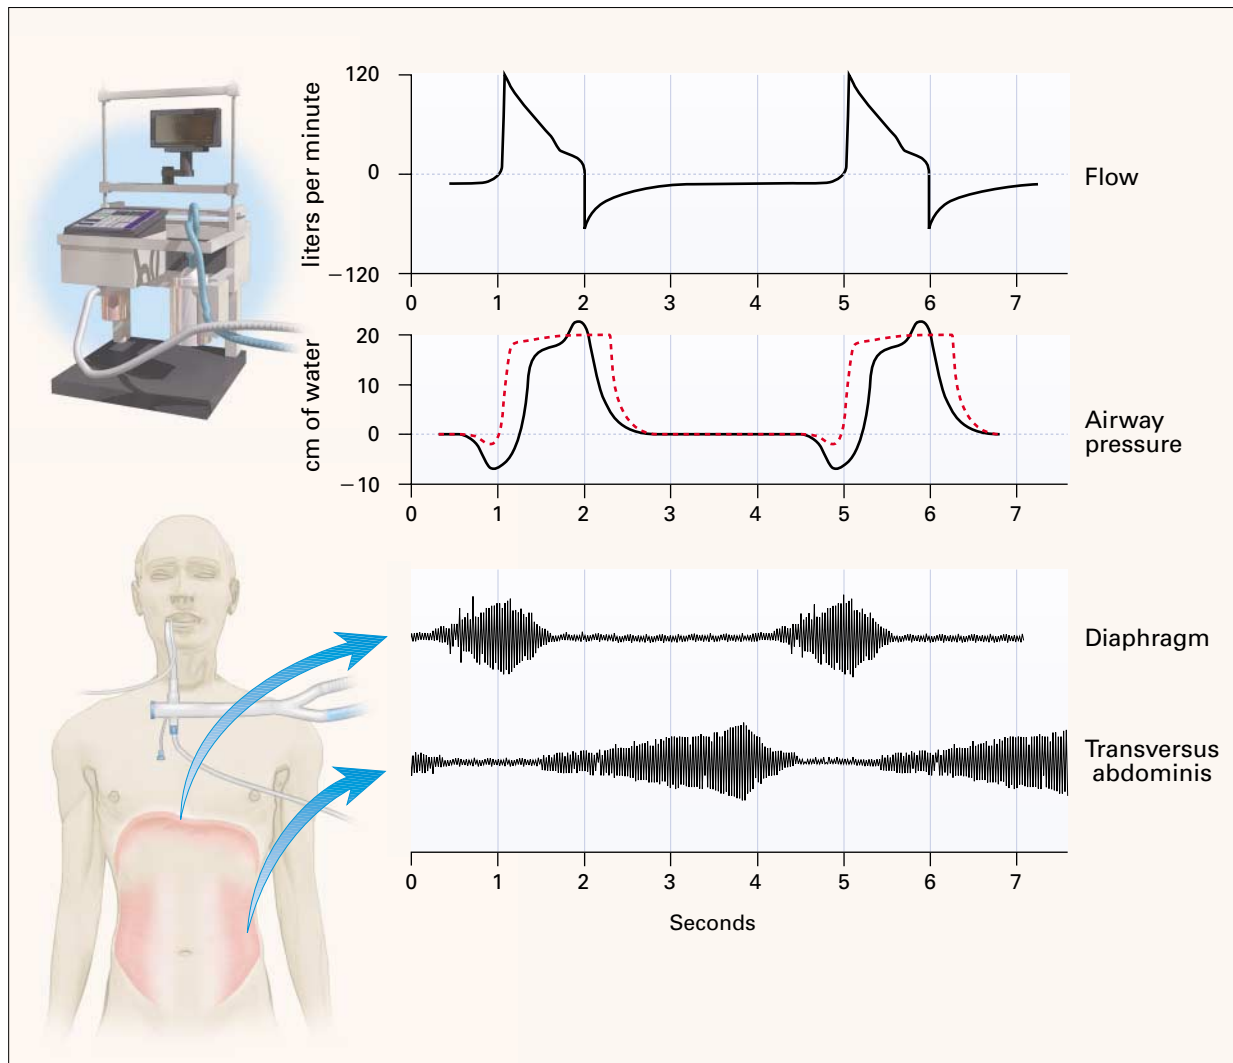 120
0
−120
liters per minute
Flow
0 1 2 3 4 5 6 7
20
10
0
−10
cm of water
Airway
pressure
0 1 2 3 4 5 6 7
Diaphragm
Transversus
abdominis
0 1 2 3 4 5 6 7
Seconds